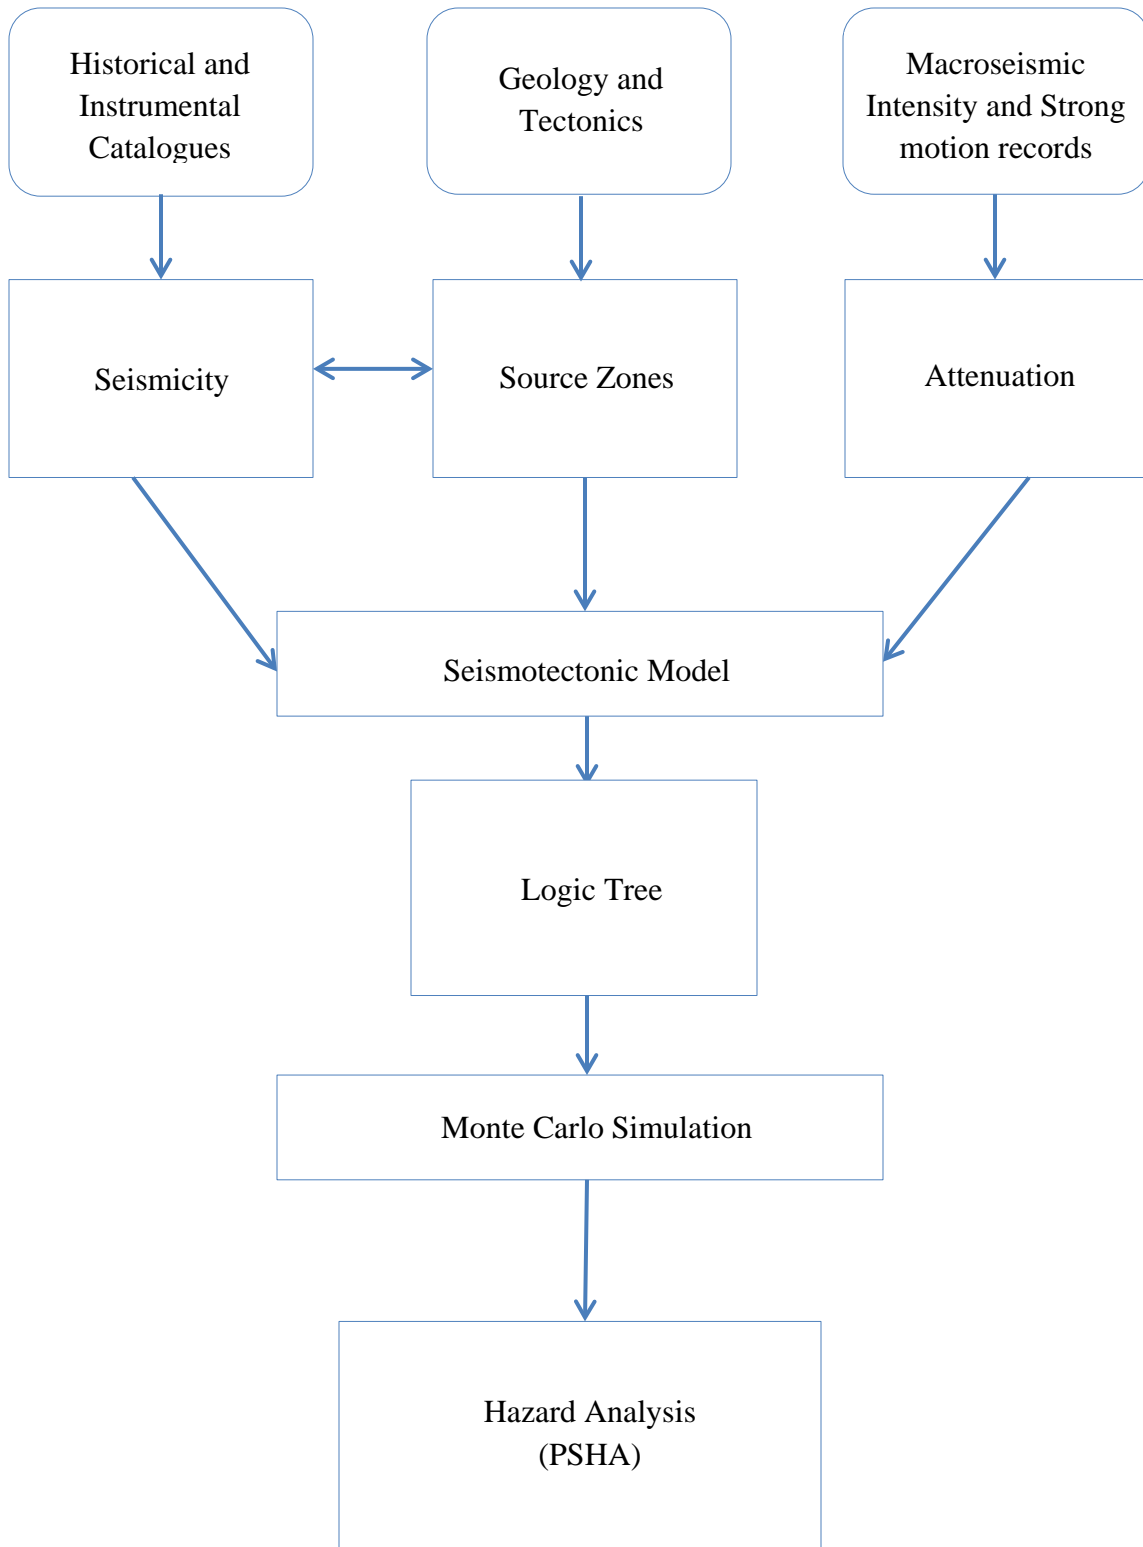 Historical and
Instrumental
Catalogues
Geology and
Tectonics
Macroseismic
Intensity and Strong
motion records
Seismicity
Source Zones
Attenuation
Seismotectonic Model
Logic Tree
Monte Carlo Simulation
Hazard Analysis
(PSHA)